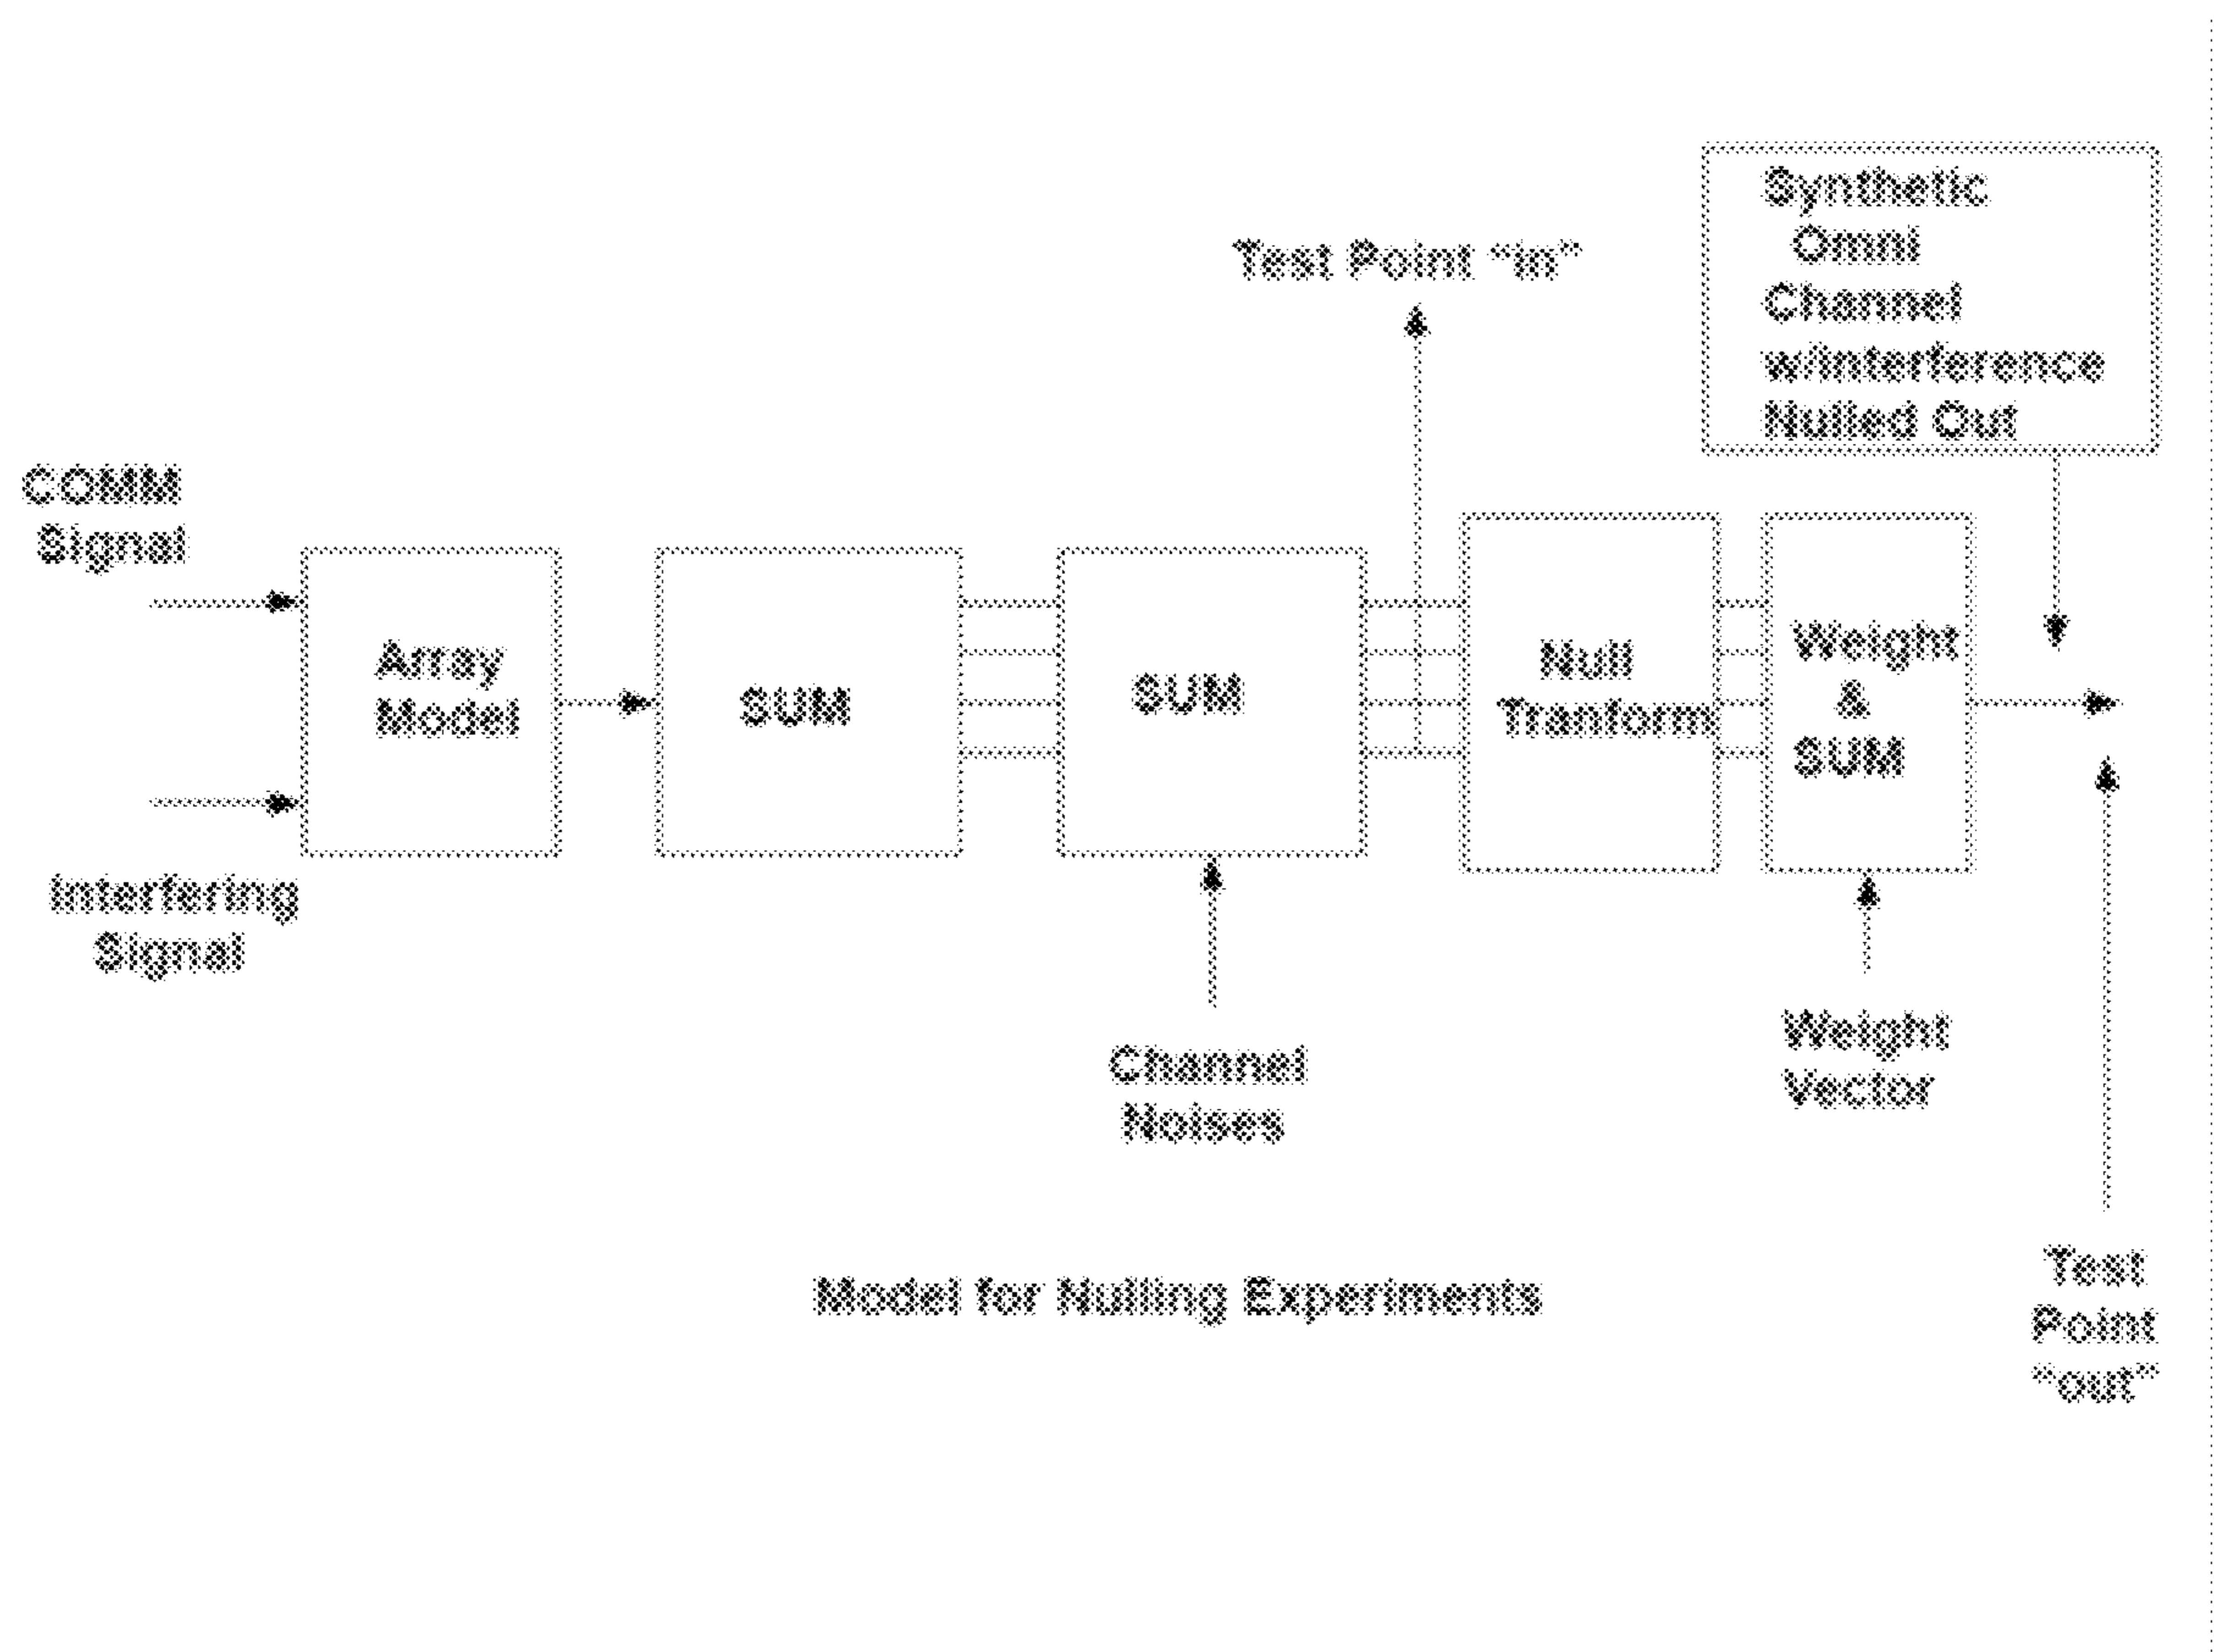 Synthetic
Omni
Channel
w/interference
Nulled Out
Test Point "in"
COMM
Signal
Array
Model
SUM
SUM
Null
Tranform
Weight
&
SUM
Interfering
Signal
Channel
Noises
Weight
Vector
Model for Nulling Experiments
Test
Point
"out"